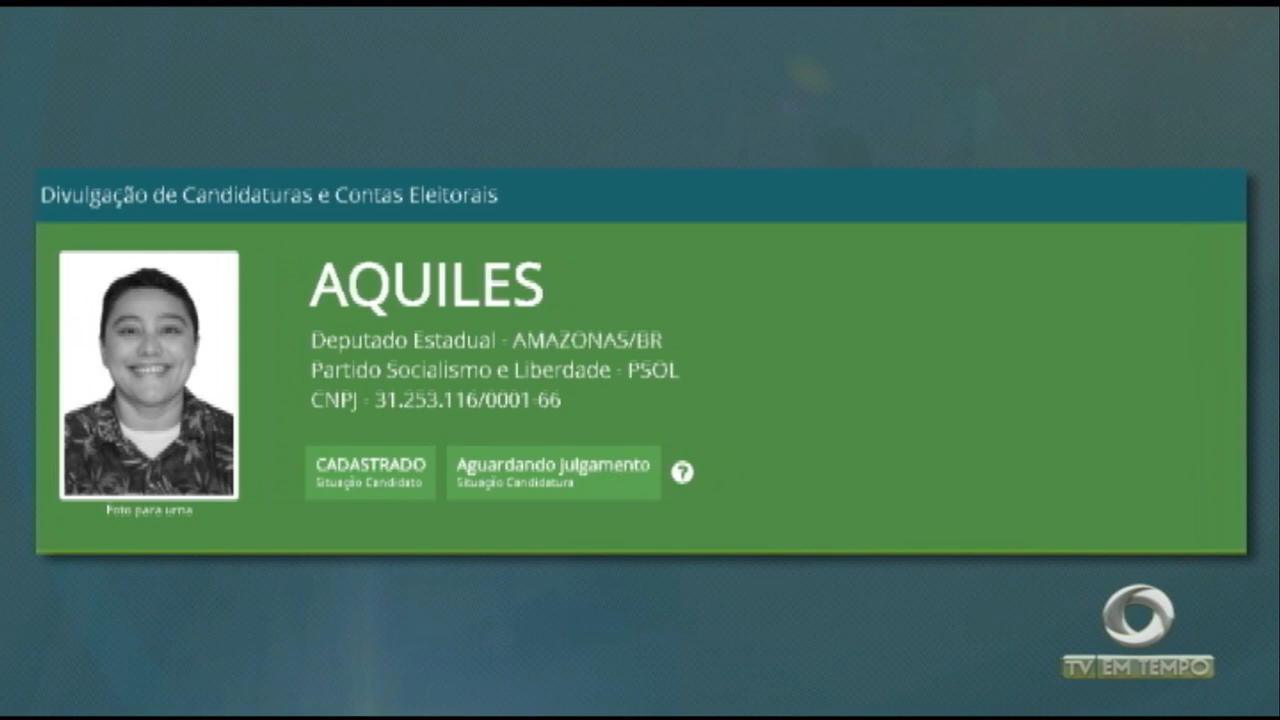 Divulgação de Candidaturas e Contas Eleitorais
AQUILES
Deputado Estadual - AMAZONAS/BR
Partido Socialismo e Liberdade - PSOL
CNPJ - 31.253.116/0001-66
CADASTRADO
Situação Candidato
Aguardando julgamento
Situação Candidatura
?
Foto para urna
TV EM TEMPO